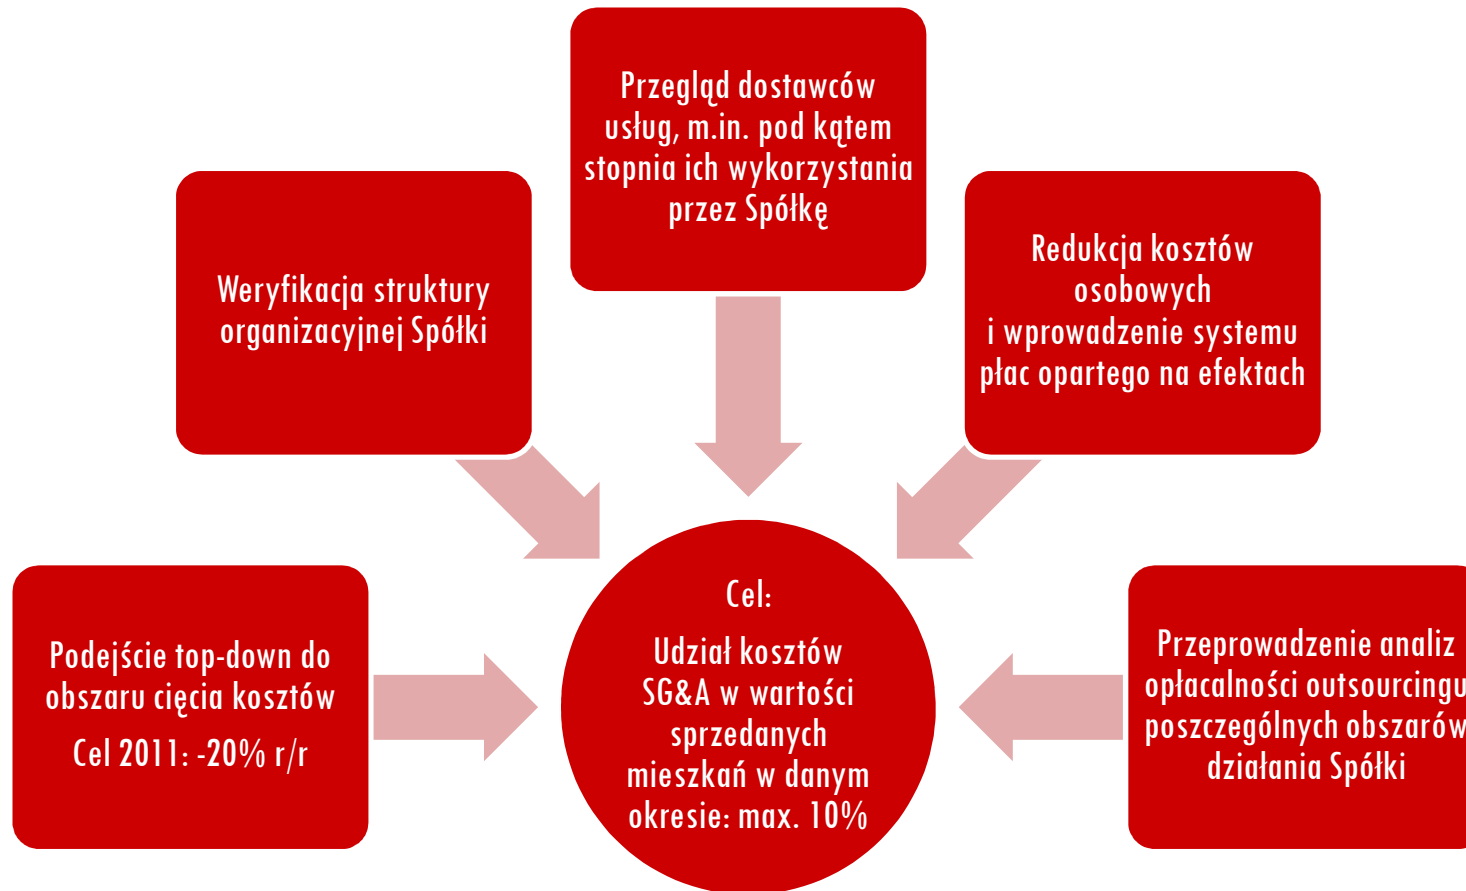 Przegląd dostawców
usług, m.in. pod kątem
stopnia ich wykorzystania
przez Spółkę
Weryfikacja struktury
organizacyjnej Spółki
Redukcja kosztów
osobowych
i wprowadzenie systemu
płac opartego na efektach
Podejście top-down do
obszaru cięcia kosztów
Cel 2011: -20% r/r
Cel:
Udział kosztów
SG&A w wartości
sprzedanych
mieszkań w danym
okresie: max. 10%
Przeprowadzenie analiz
opłacalności outsourcingu
poszczególnych obszarów
działania Spółki